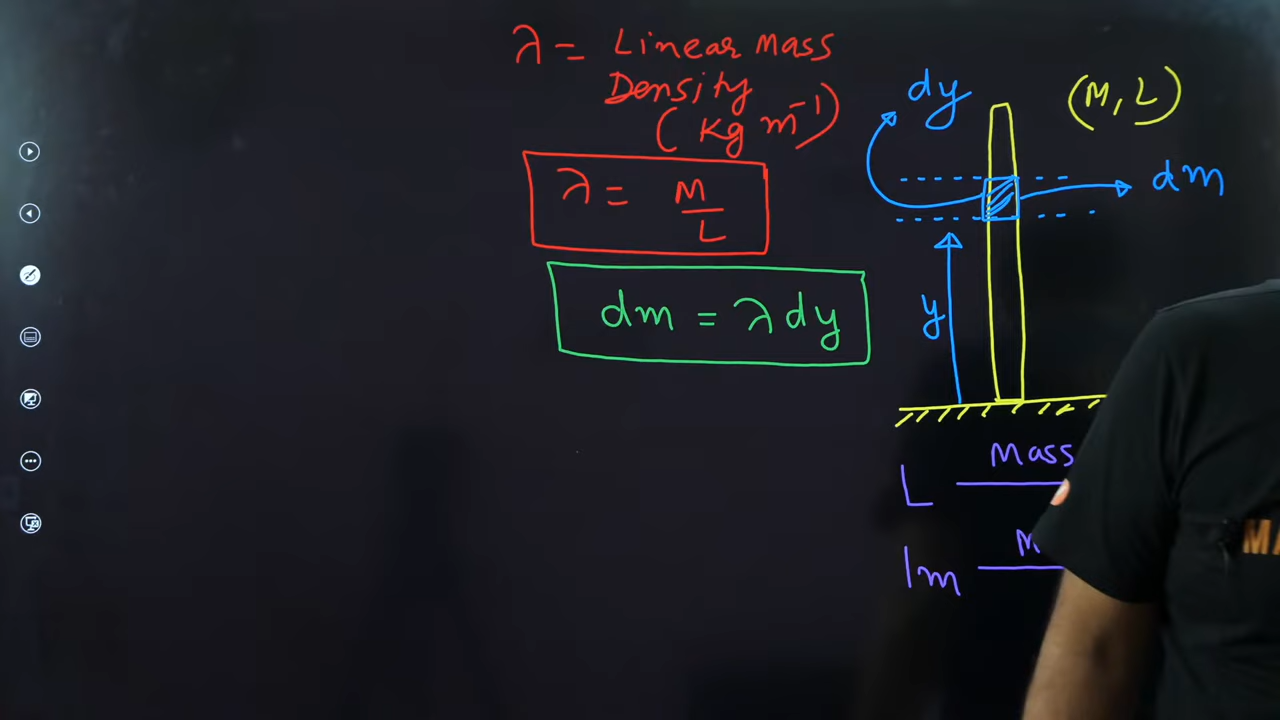 λ = Linear Mass
Density
(Kg m⁻¹)
λ = M/L
dm = λ dy
dy
(M, L)
dm
y
Mass
L
M
1m